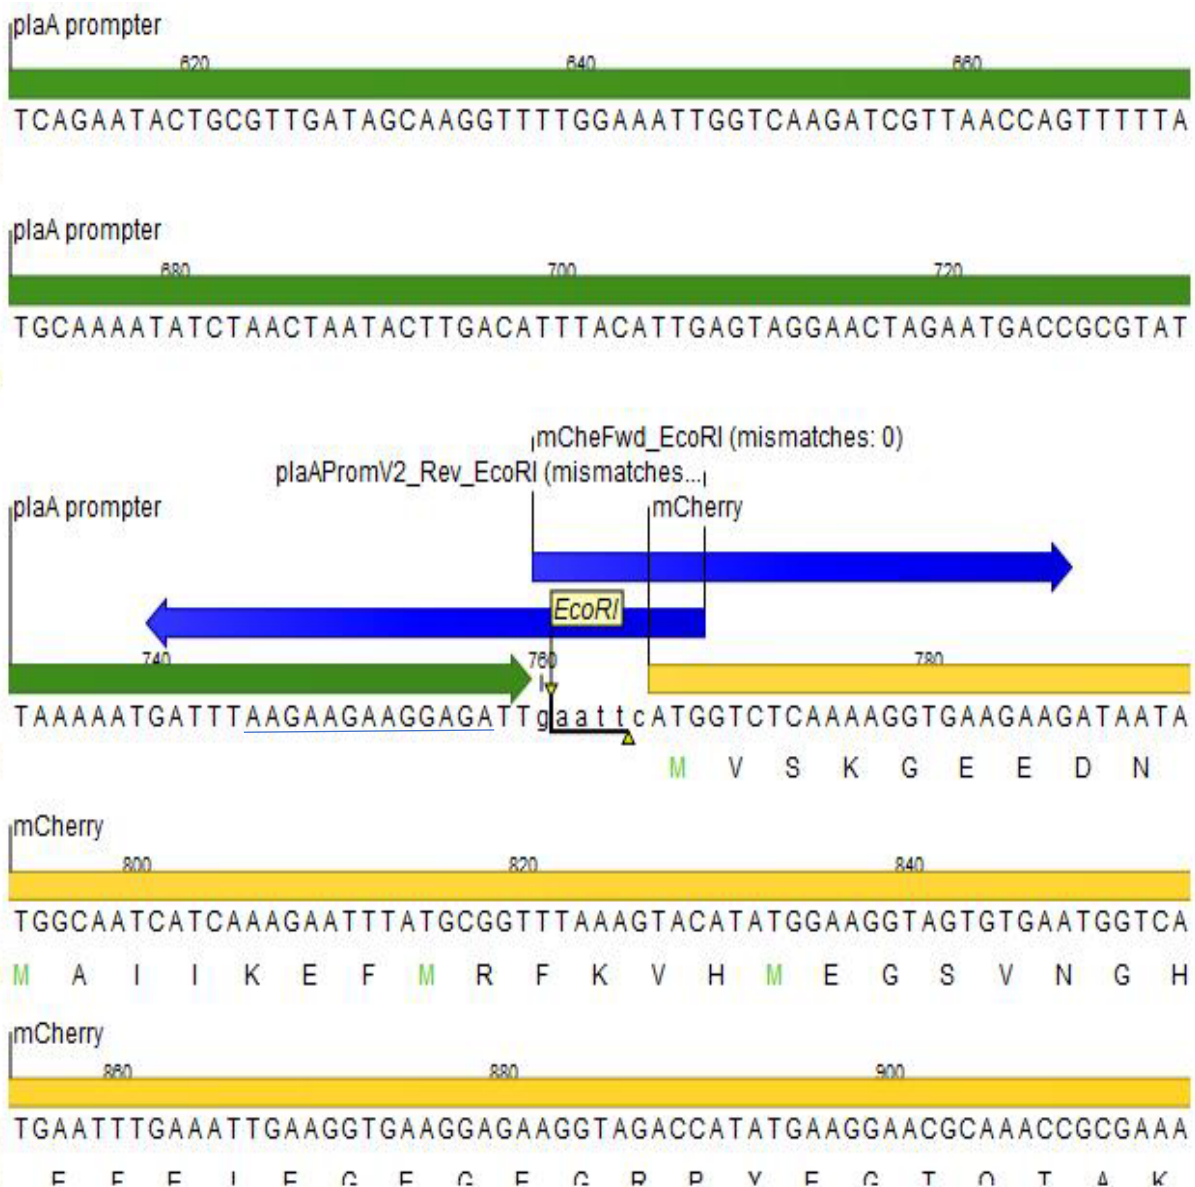 plaA prompter
620 640 660
TCAGAATACTGCGTTGATAGCAAGGTTTTGGAAATTGGTCAAGATCGTTAACCAGTTTTTA
plaA prompter
680 700 720
TGCAAAATATCTAACTAATACTTGACATTTACATTGAGTAGGAACTAGAATGACCGCGTAT
mCheFwd_EcoRI (mismatches: 0)
plaAPromV2_Rev_EcoRI (mismatches...
plaA prompter mCherry
EcoRI
740 760 780
TAAAAATGATTTAAGAAGAAGGAGATTgaattcATGGTCTCAAAAGGTGAAGAAGATAATA
M V S K G E E D N
mCherry
800 820 840
TGGCAATCATCAAAGAATTTATGCGGTTTAAAGTACATATGGAAGGTAGTGTGAATGGTCA
M A I I K E F M R F K V H M E G S V N G H
mCherry
860 880 900
TGAATTTGAAATTGAAGGTGAAGGAGAAGGTAGACCATATGAAGGAACGCAAACCGCGAAA
E F E I E G E G E G R P Y E G T Q T A K